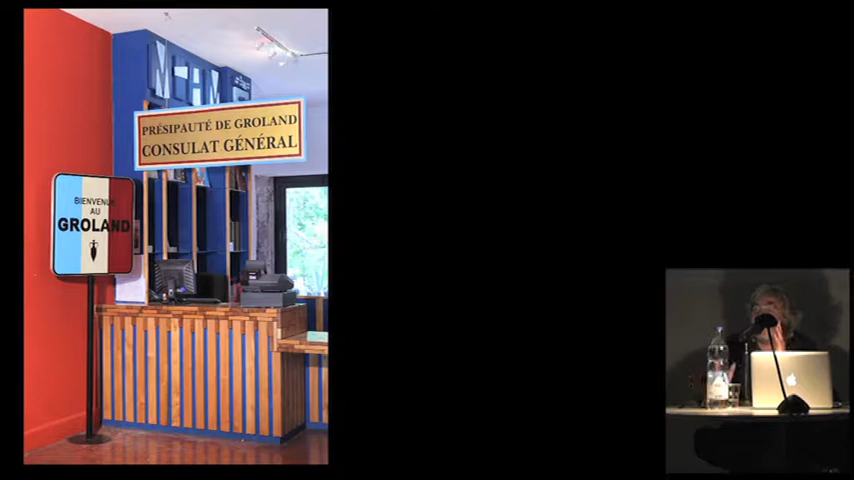 PRÉSIPAUTÉ DE GROLAND
CONSULAT GÉNÉRAL
BIENVENUE
AU
GROLAND